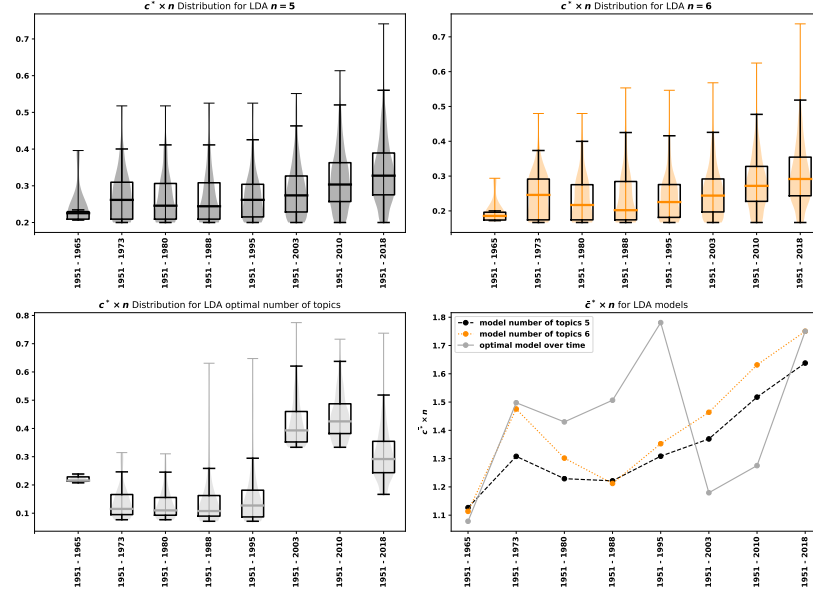 c* × n Distribution for LDA n = 5
0.7
0.6
0.5
0.4
0.3
0.2
1951 - 1965
1951 - 1973
1951 - 1980
1951 - 1988
1951 - 1995
1951 - 2003
1951 - 2010
1951 - 2018
c* × n Distribution for LDA n = 6
0.7
0.6
0.5
0.4
0.3
0.2
1951 - 1965
1951 - 1973
1951 - 1980
1951 - 1988
1951 - 1995
1951 - 2003
1951 - 2010
1951 - 2018
c* × n Distribution for LDA optimal number of topics
0.8
0.7
0.6
0.5
0.4
0.3
0.2
0.1
1951 - 1965
1951 - 1973
1951 - 1980
1951 - 1988
1951 - 1995
1951 - 2003
1951 - 2010
1951 - 2018
c̄* × n for LDA models
model number of topics 5
model number of topics 6
optimal model over time
c̄* × n
1.8
1.7
1.6
1.5
1.4
1.3
1.2
1.1
1951 - 1965
1951 - 1973
1951 - 1980
1951 - 1988
1951 - 1995
1951 - 2003
1951 - 2010
1951 - 2018